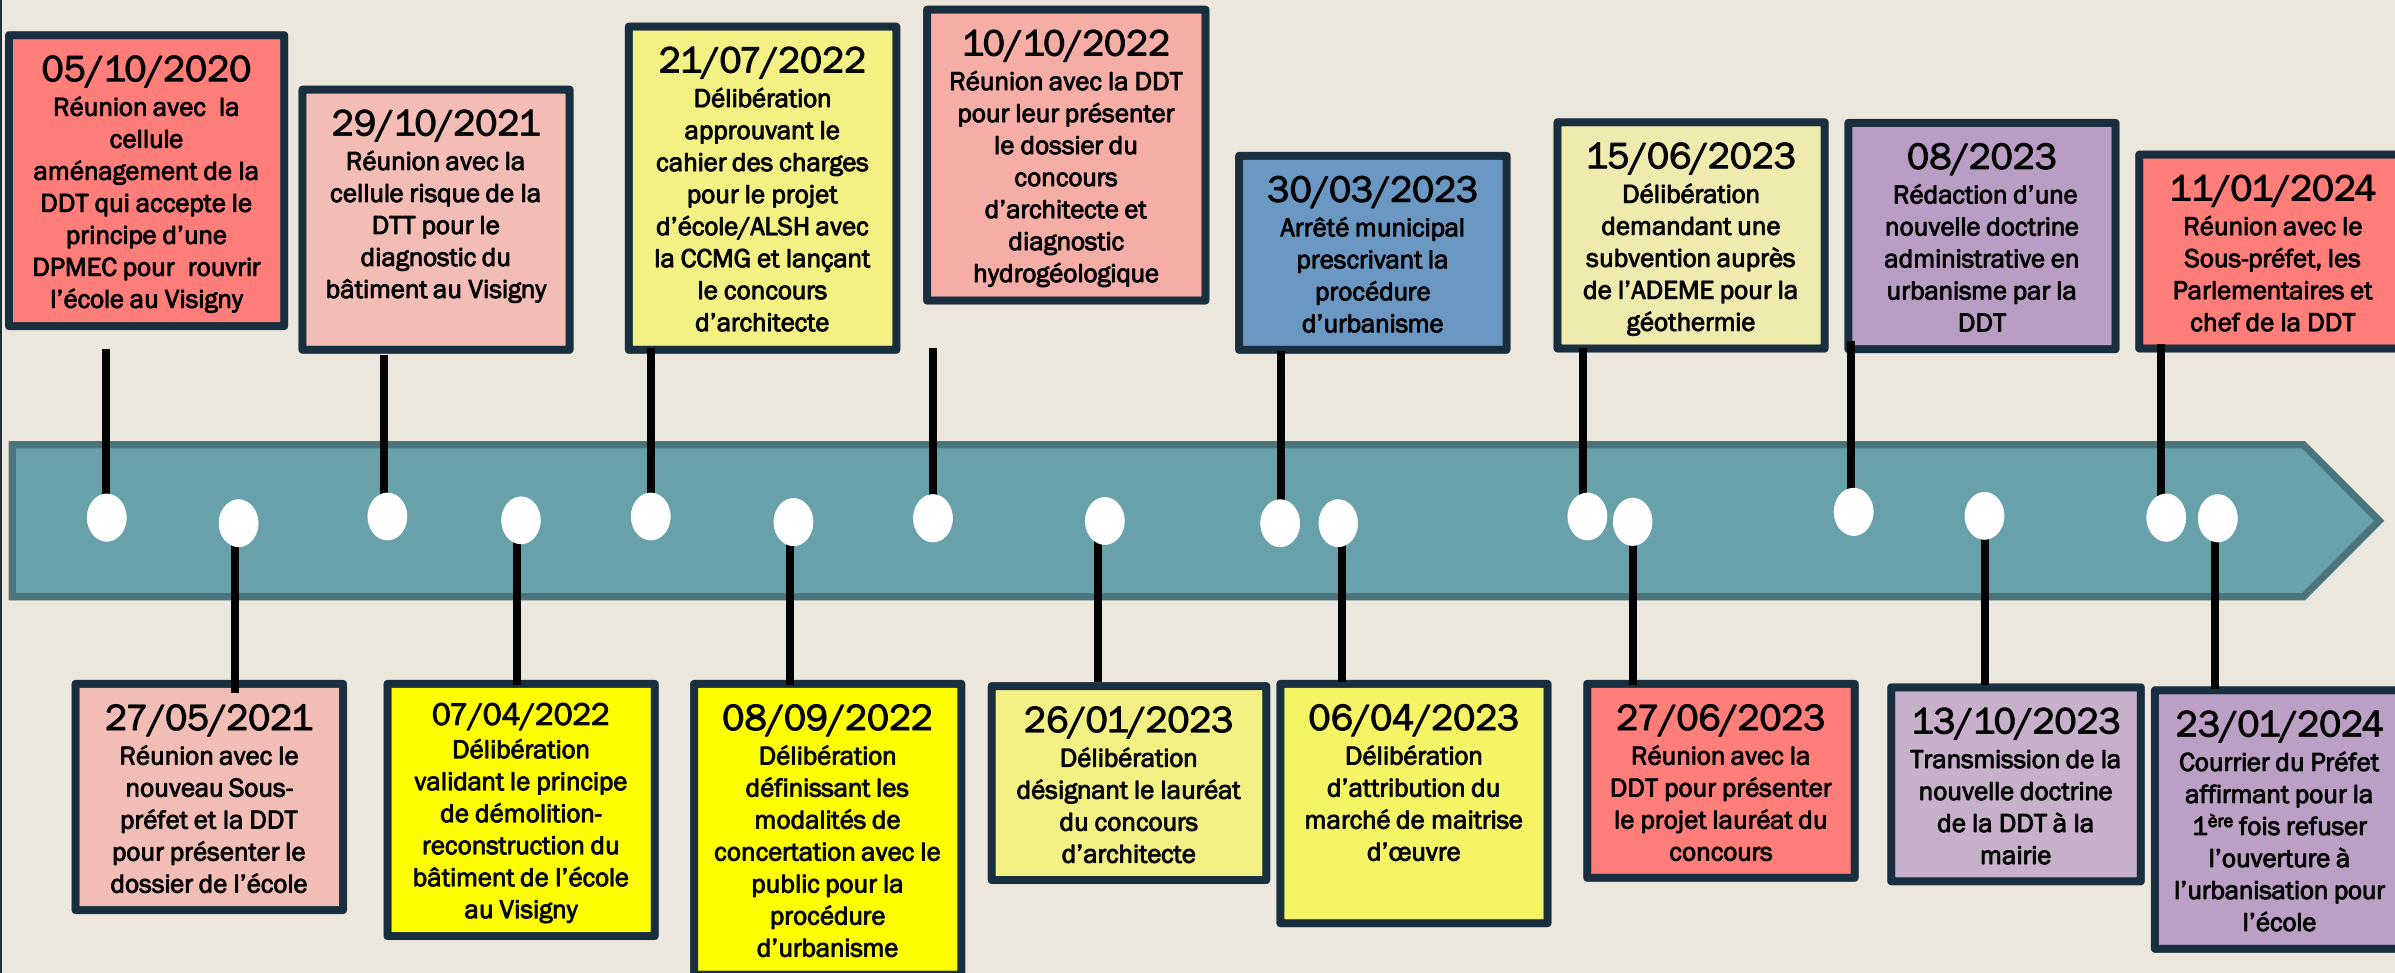 05/10/2020
Réunion avec la
cellule
aménagement de la
DDT qui accepte le
principe d’une
DPMEC pour rouvrir
l’école au Visigny
29/10/2021
Réunion avec la
cellule risque de la
DTT pour le
diagnostic du
bâtiment au Visigny
21/07/2022
Délibération
approuvant le
cahier des charges
pour le projet
d’école/ALSH avec
la CCMG et lançant
le concours
d’architecte
10/10/2022
Réunion avec la DDT
pour leur présenter
le dossier du
concours
d’architecte et
diagnostic
hydrogéologique
30/03/2023
Arrêté municipal
prescrivant la
procédure
d’urbanisme
15/06/2023
Délibération
demandant une
subvention auprès
de l’ADEME pour la
géothermie
08/2023
Rédaction d’une
nouvelle doctrine
administrative en
urbanisme par la
DDT
11/01/2024
Réunion avec le
Sous-préfet, les
Parlementaires et
chef de la DDT
27/05/2021
Réunion avec le
nouveau Sous-
préfet et la DDT
pour présenter le
dossier de l’école
07/04/2022
Délibération
validant le principe
de démolition-
reconstruction du
bâtiment de l’école
au Visigny
08/09/2022
Délibération
définissant les
modalités de
concertation avec le
public pour la
procédure
d’urbanisme
26/01/2023
Délibération
désignant le lauréat
du concours
d’architecte
06/04/2023
Délibération
d’attribution du
marché de maitrise
d’œuvre
27/06/2023
Réunion avec la
DDT pour présenter
le projet lauréat du
concours
13/10/2023
Transmission de la
nouvelle doctrine
de la DDT à la
mairie
23/01/2024
Courrier du Préfet
affirmant pour la
1ère fois refuser
l’ouverture à
l’urbanisation pour
l’école